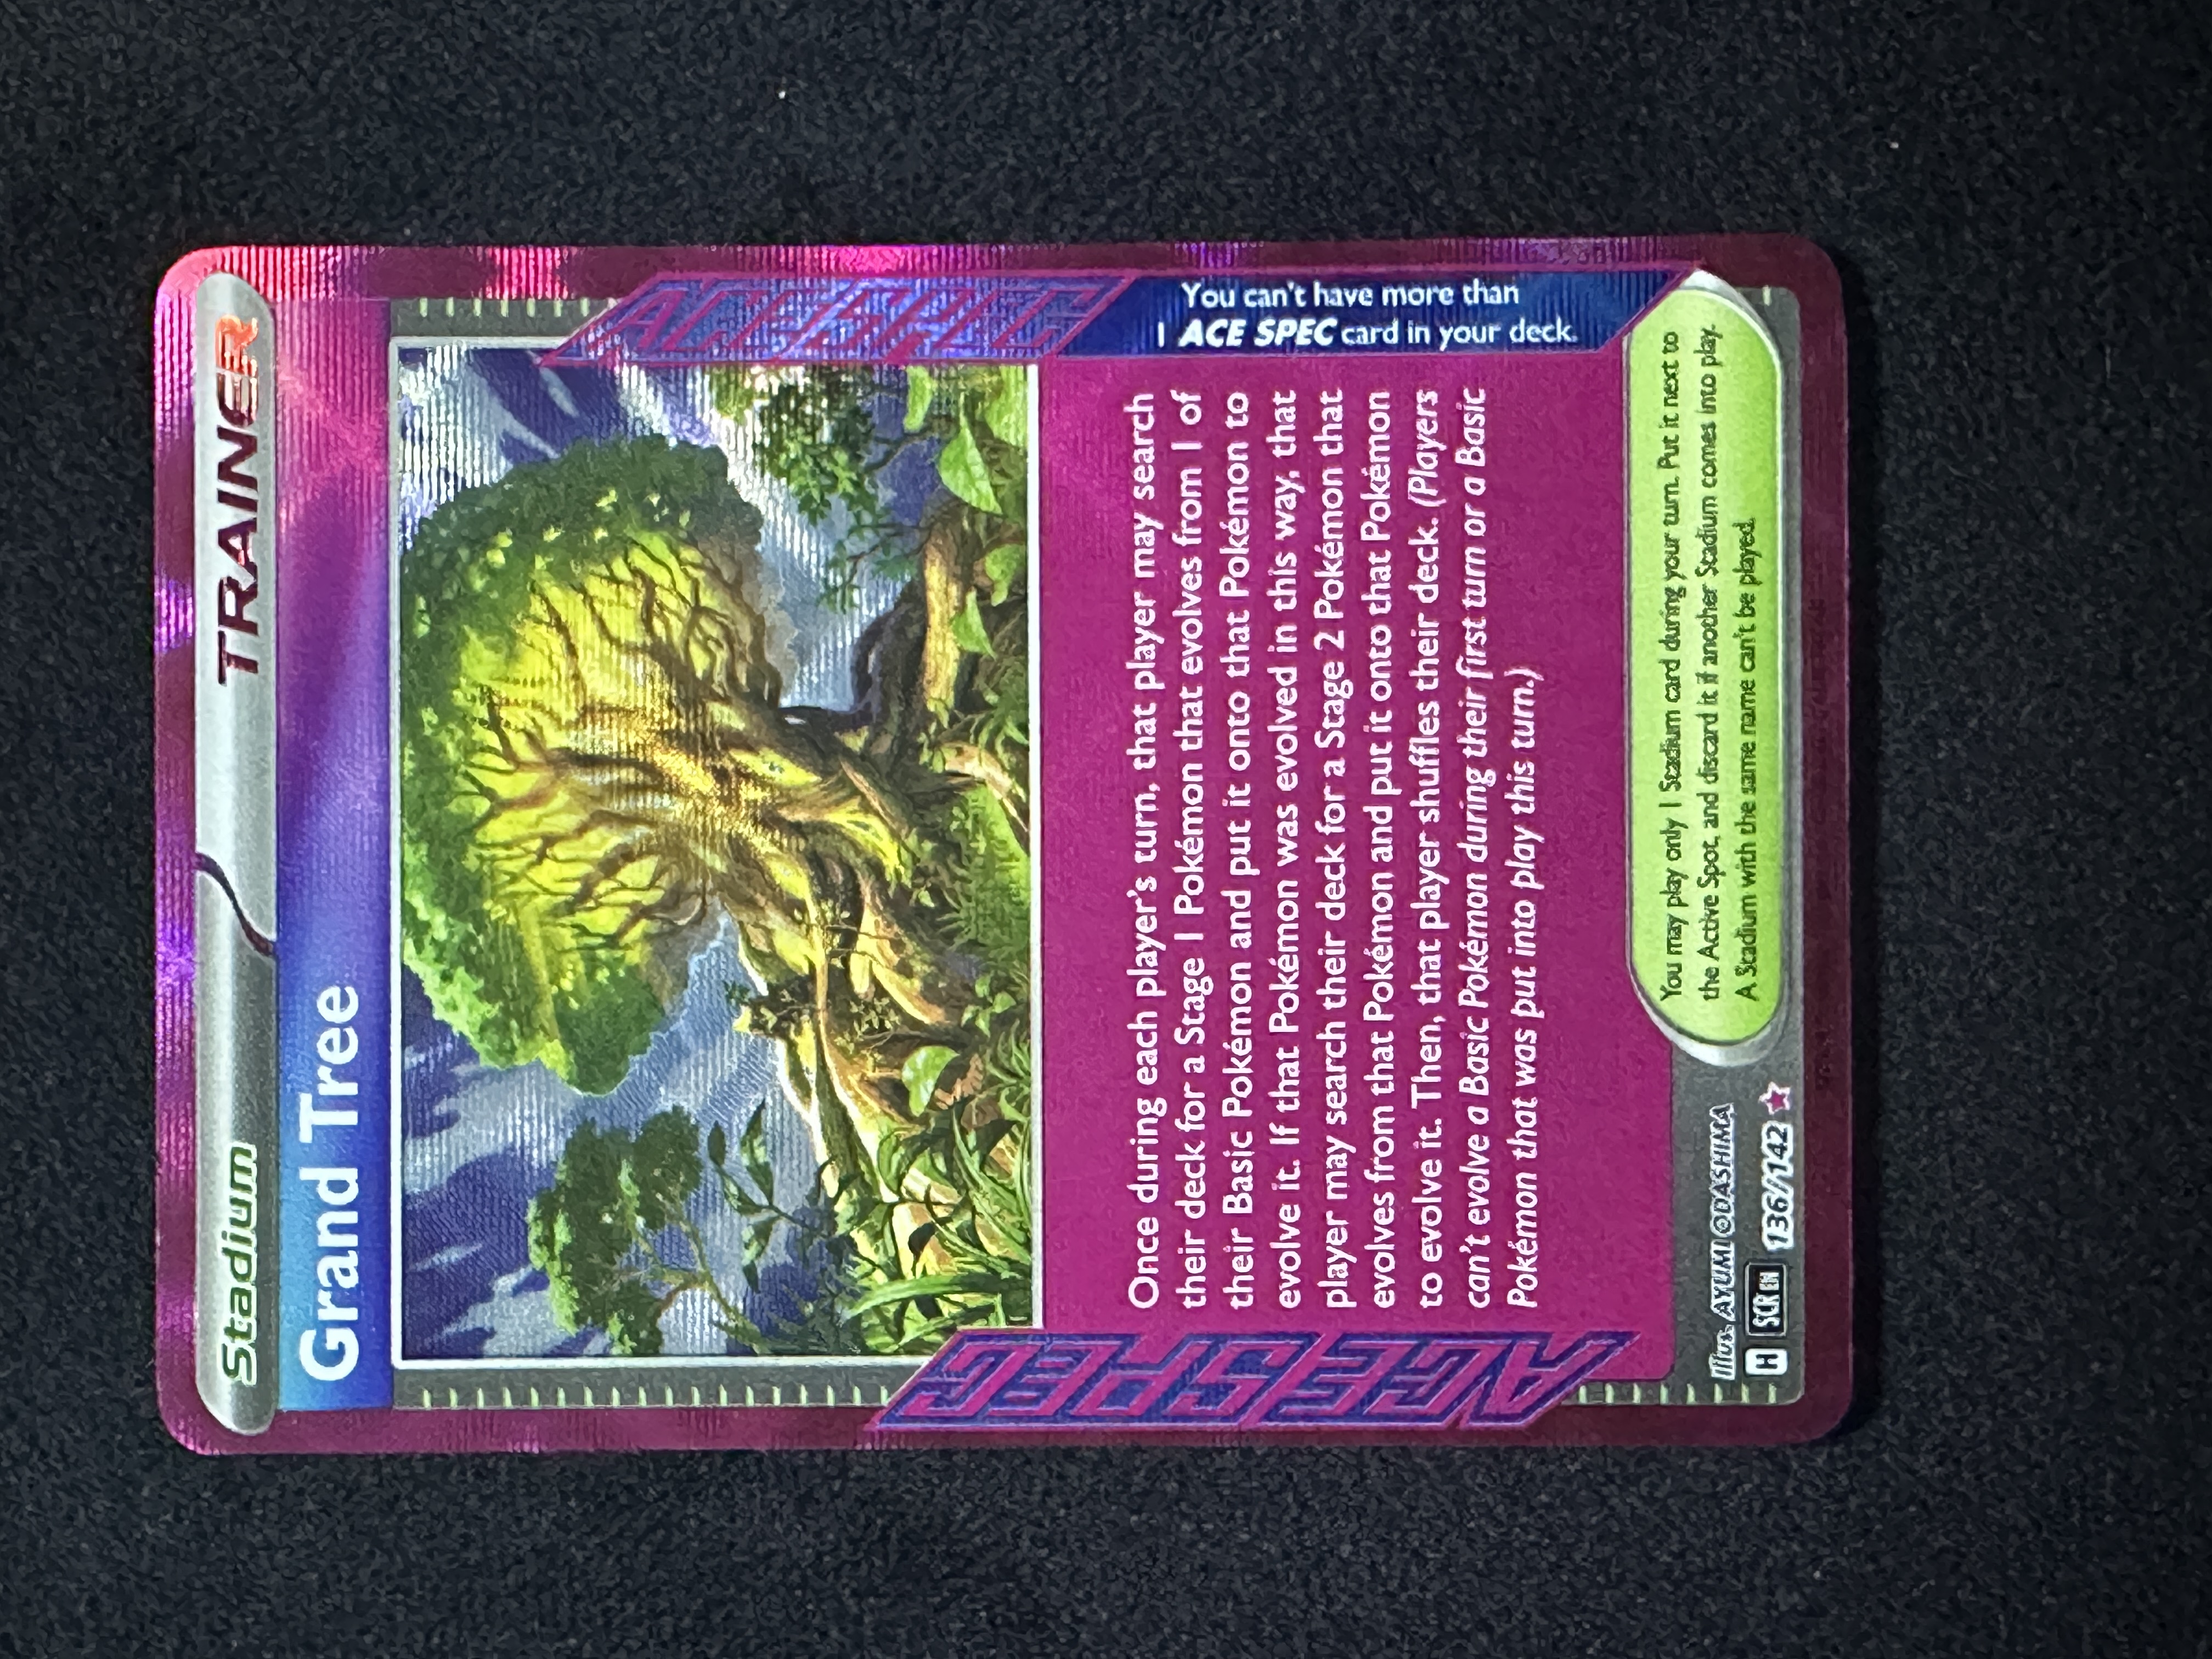 Stadium
TRAINER
Grand Tree
ACE SPEC
You can't have more than
1 ACE SPEC card in your deck.
Once during each player's turn, that player may search
their deck for a Stage 1 Pokémon that evolves from 1 of
their Basic Pokémon and put it onto that Pokémon to
evolve it. If that Pokémon was evolved in this way, that
player may search their deck for a Stage 2 Pokémon that
evolves from that Pokémon and put it onto that Pokémon
to evolve it. Then, that player shuffles their deck. (Players
can't evolve a Basic Pokémon during their first turn or a Basic
Pokémon that was put into play this turn.)
ACE SPEC
You may play only 1 Stadium card during your turn. Put it next to
the Active Spot, and discard it if another Stadium comes into play.
A Stadium with the same name can't be played.
Illus. AYUMI ODASHIMA
H SCR EN 136/142